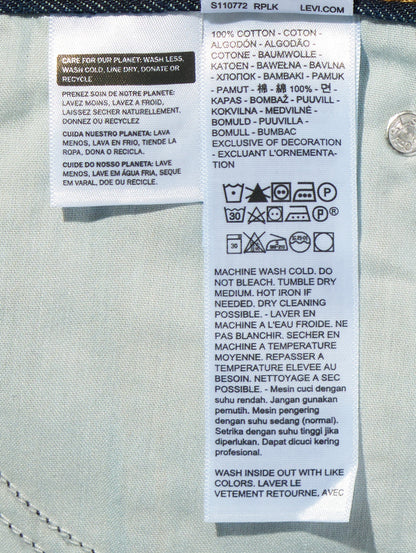 S110772 RPLK LEVI.COM
CARE FOR OUR PLANET: WASH LESS,
WASH COLD, LINE DRY, DONATE OR
RECYCLE
PRENEZ SOIN DE NOTRE PLANETE:
LAVEZ MOINS, LAVEZ A FROID,
LAISSEZ SECHER NATURELLEMENT.
DONNEZ OU RECYCLEZ
CUIDA NUESTRO PLANETA: LAVE
MENOS, LAVA EN FRIO, TIENDE LA
ROPA, DONA O RECICLA.
CUIDE DO NOSSO PLANETA: LAVE
MENOS, LAVE EM ÁGUA FRIA, SEQUE
EM VARAL, DOE OU RECICLE.
100% COTTON - COTON -
ALGODÓN - ALGODÃO -
COTONE - BAUMWOLLE -
KATOEN - BAWEŁNA - BAVLNA
- ХЛОПОК - ΒΑΜΒΑΚΙ - PAMUK
- PAMUT - 棉 - 綿 100% - 면 -
KAPAS - BOMBAŽ - PUUVILL -
KOKVILNA - MEDVILNĖ -
BOMULD - PUUVILLA -
BOMULL - BUMBAC
EXCLUSIVE OF DECORATION
- EXCLUANT L'ORNEMENTA-
TION
P
30 P
30
MACHINE WASH COLD. DO
NOT BLEACH. TUMBLE DRY
MEDIUM. HOT IRON IF
NEEDED. DRY CLEANING
POSSIBLE. - LAVER EN
MACHINE A L'EAU FROIDE. NE
PAS BLANCHIR. SECHER EN
MACHINE A TEMPERATURE
MOYENNE. REPASSER A
TEMPERATURE ELEVEE AU
BESOIN. NETTOYAGE A SEC
POSSIBLE. - Mesin cuci dengan
suhu rendah. Jangan gunakan
pemutih. Mesin pengering
dengan suhu sedang (normal).
Setrika dengan suhu tinggi jika
diperlukan. Dapat dicuci kering
profesional.
WASH INSIDE OUT WITH LIKE
COLORS. LAVER LE
VETEMENT RETOURNE, AVEC